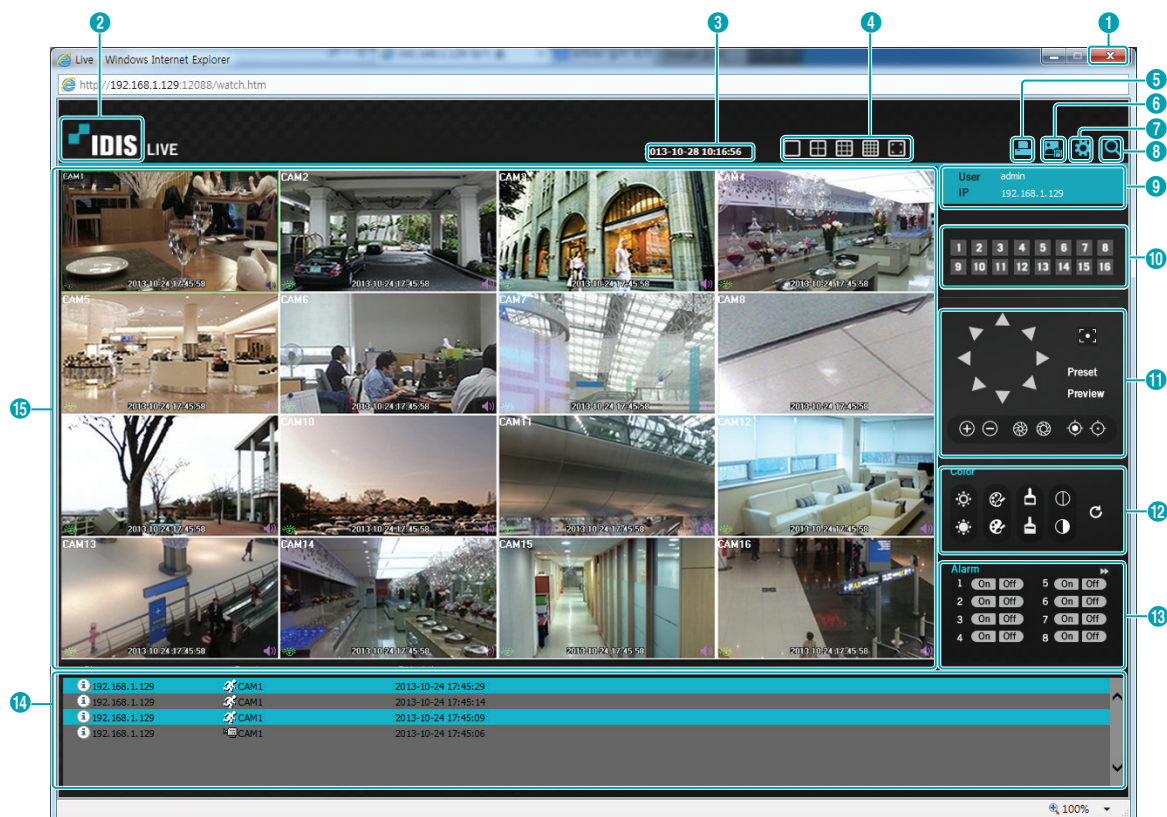 2
3
4
1
Live - Windows Internet Explorer
http://192.168.1.129:12088/watch.htm
5
6
7
8
IDIS LIVE
013-10-28 10:16:56
User admin
IP 192.168.1.129
9
CAM1
CAM2
CAM3
CAM4
2013-10-24 17:45:58
2013-10-24 17:45:58
2013-10-24 17:45:58
2013-10-24 17:45:58
1 2 3 4 5 6 7 8
9 10 11 12 13 14 15 16
10
CAM5
CAM6
CAM7
CAM8
2013-10-24 17:45:58
2013-10-24 17:45:58
2013-10-24 17:45:58
2013-10-24 17:45:58
Preset
Preview
11
15
CAM10
CAM11
CAM12
2013-10-24 17:45:58
2013-10-24 17:45:58
2013-10-24 17:45:58
2013-10-24 17:45:58
Color
12
CAM13
CAM14
CAM15
CAM16
2013-10-24 17:45:58
2013-10-24 17:45:58
2013-10-24 17:45:58
2013-10-24 17:45:58
Alarm
1 On Off 5 On Off
2 On Off 6 On Off
3 On Off 7 On Off
4 On Off 8 On Off
13
14
192.168.1.129 CAM1 2013-10-24 17:45:29
192.168.1.129 CAM1 2013-10-24 17:45:14
192.168.1.129 CAM1 2013-10-24 17:45:09
192.168.1.129 CAM1 2013-10-24 17:45:06
100%